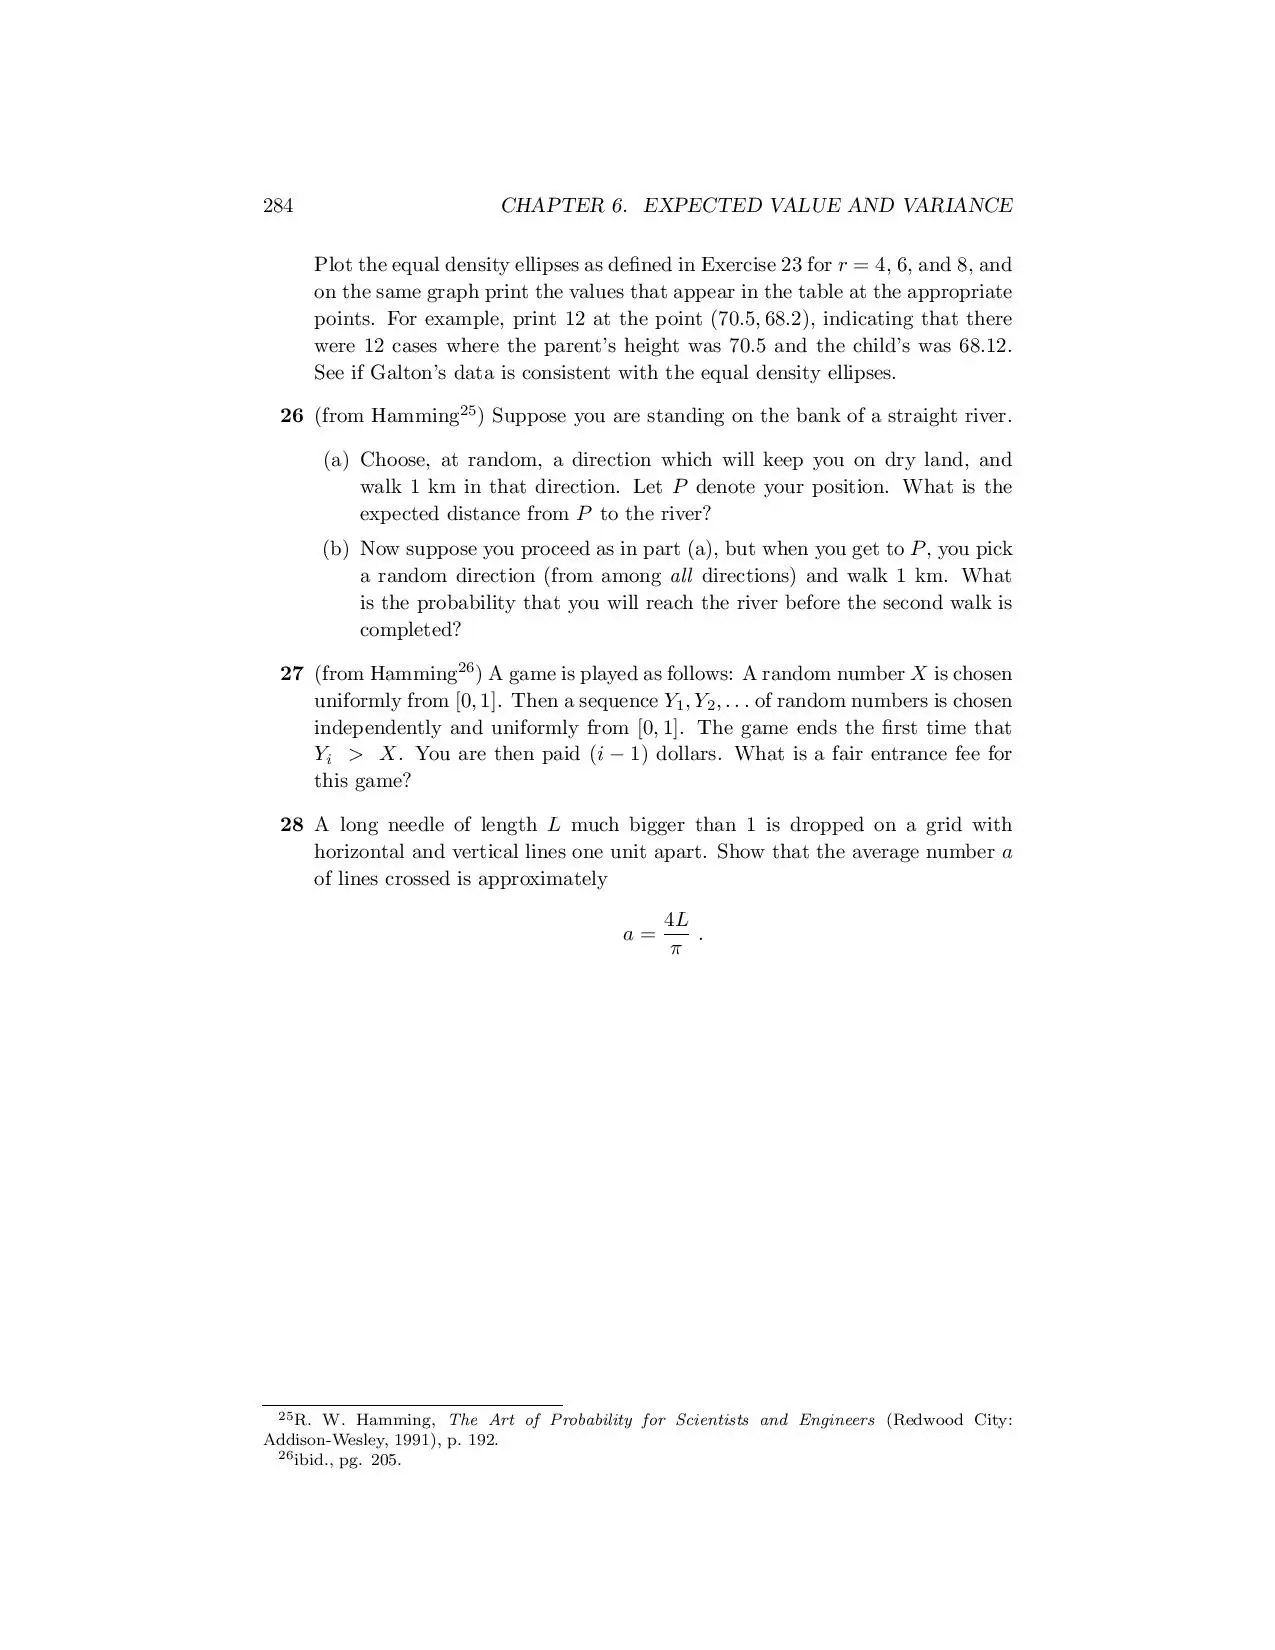 284 CHAPTER 6. EXPECTED VALUE AND VARIANCE
Plot the equal density ellipses as defined in Exercise 23 for r = 4, 6, and 8, and
on the same graph print the values that appear in the table at the appropriate
points. For example, print 12 at the point (70.5, 68.2), indicating that there
were 12 cases where the parent's height was 70.5 and the child's was 68.12.
See if Galton's data is consistent with the equal density ellipses.
26 (from Hamming²⁵) Suppose you are standing on the bank of a straight river.
(a) Choose, at random, a direction which will keep you on dry land, and
walk 1 km in that direction. Let P denote your position. What is the
expected distance from P to the river?
(b) Now suppose you proceed as in part (a), but when you get to P, you pick
a random direction (from among all directions) and walk 1 km. What
is the probability that you will reach the river before the second walk is
completed?
27 (from Hamming²⁶) A game is played as follows: A random number X is chosen
uniformly from [0, 1]. Then a sequence Y₁, Y₂, . . . of random numbers is chosen
independently and uniformly from [0, 1]. The game ends the first time that
Yᵢ > X. You are then paid (i − 1) dollars. What is a fair entrance fee for
this game?
28 A long needle of length L much bigger than 1 is dropped on a grid with
horizontal and vertical lines one unit apart. Show that the average number a
of lines crossed is approximately
a = 4L/π .
²⁵R. W. Hamming, The Art of Probability for Scientists and Engineers (Redwood City:
Addison-Wesley, 1991), p. 192.
²⁶ibid., pg. 205.